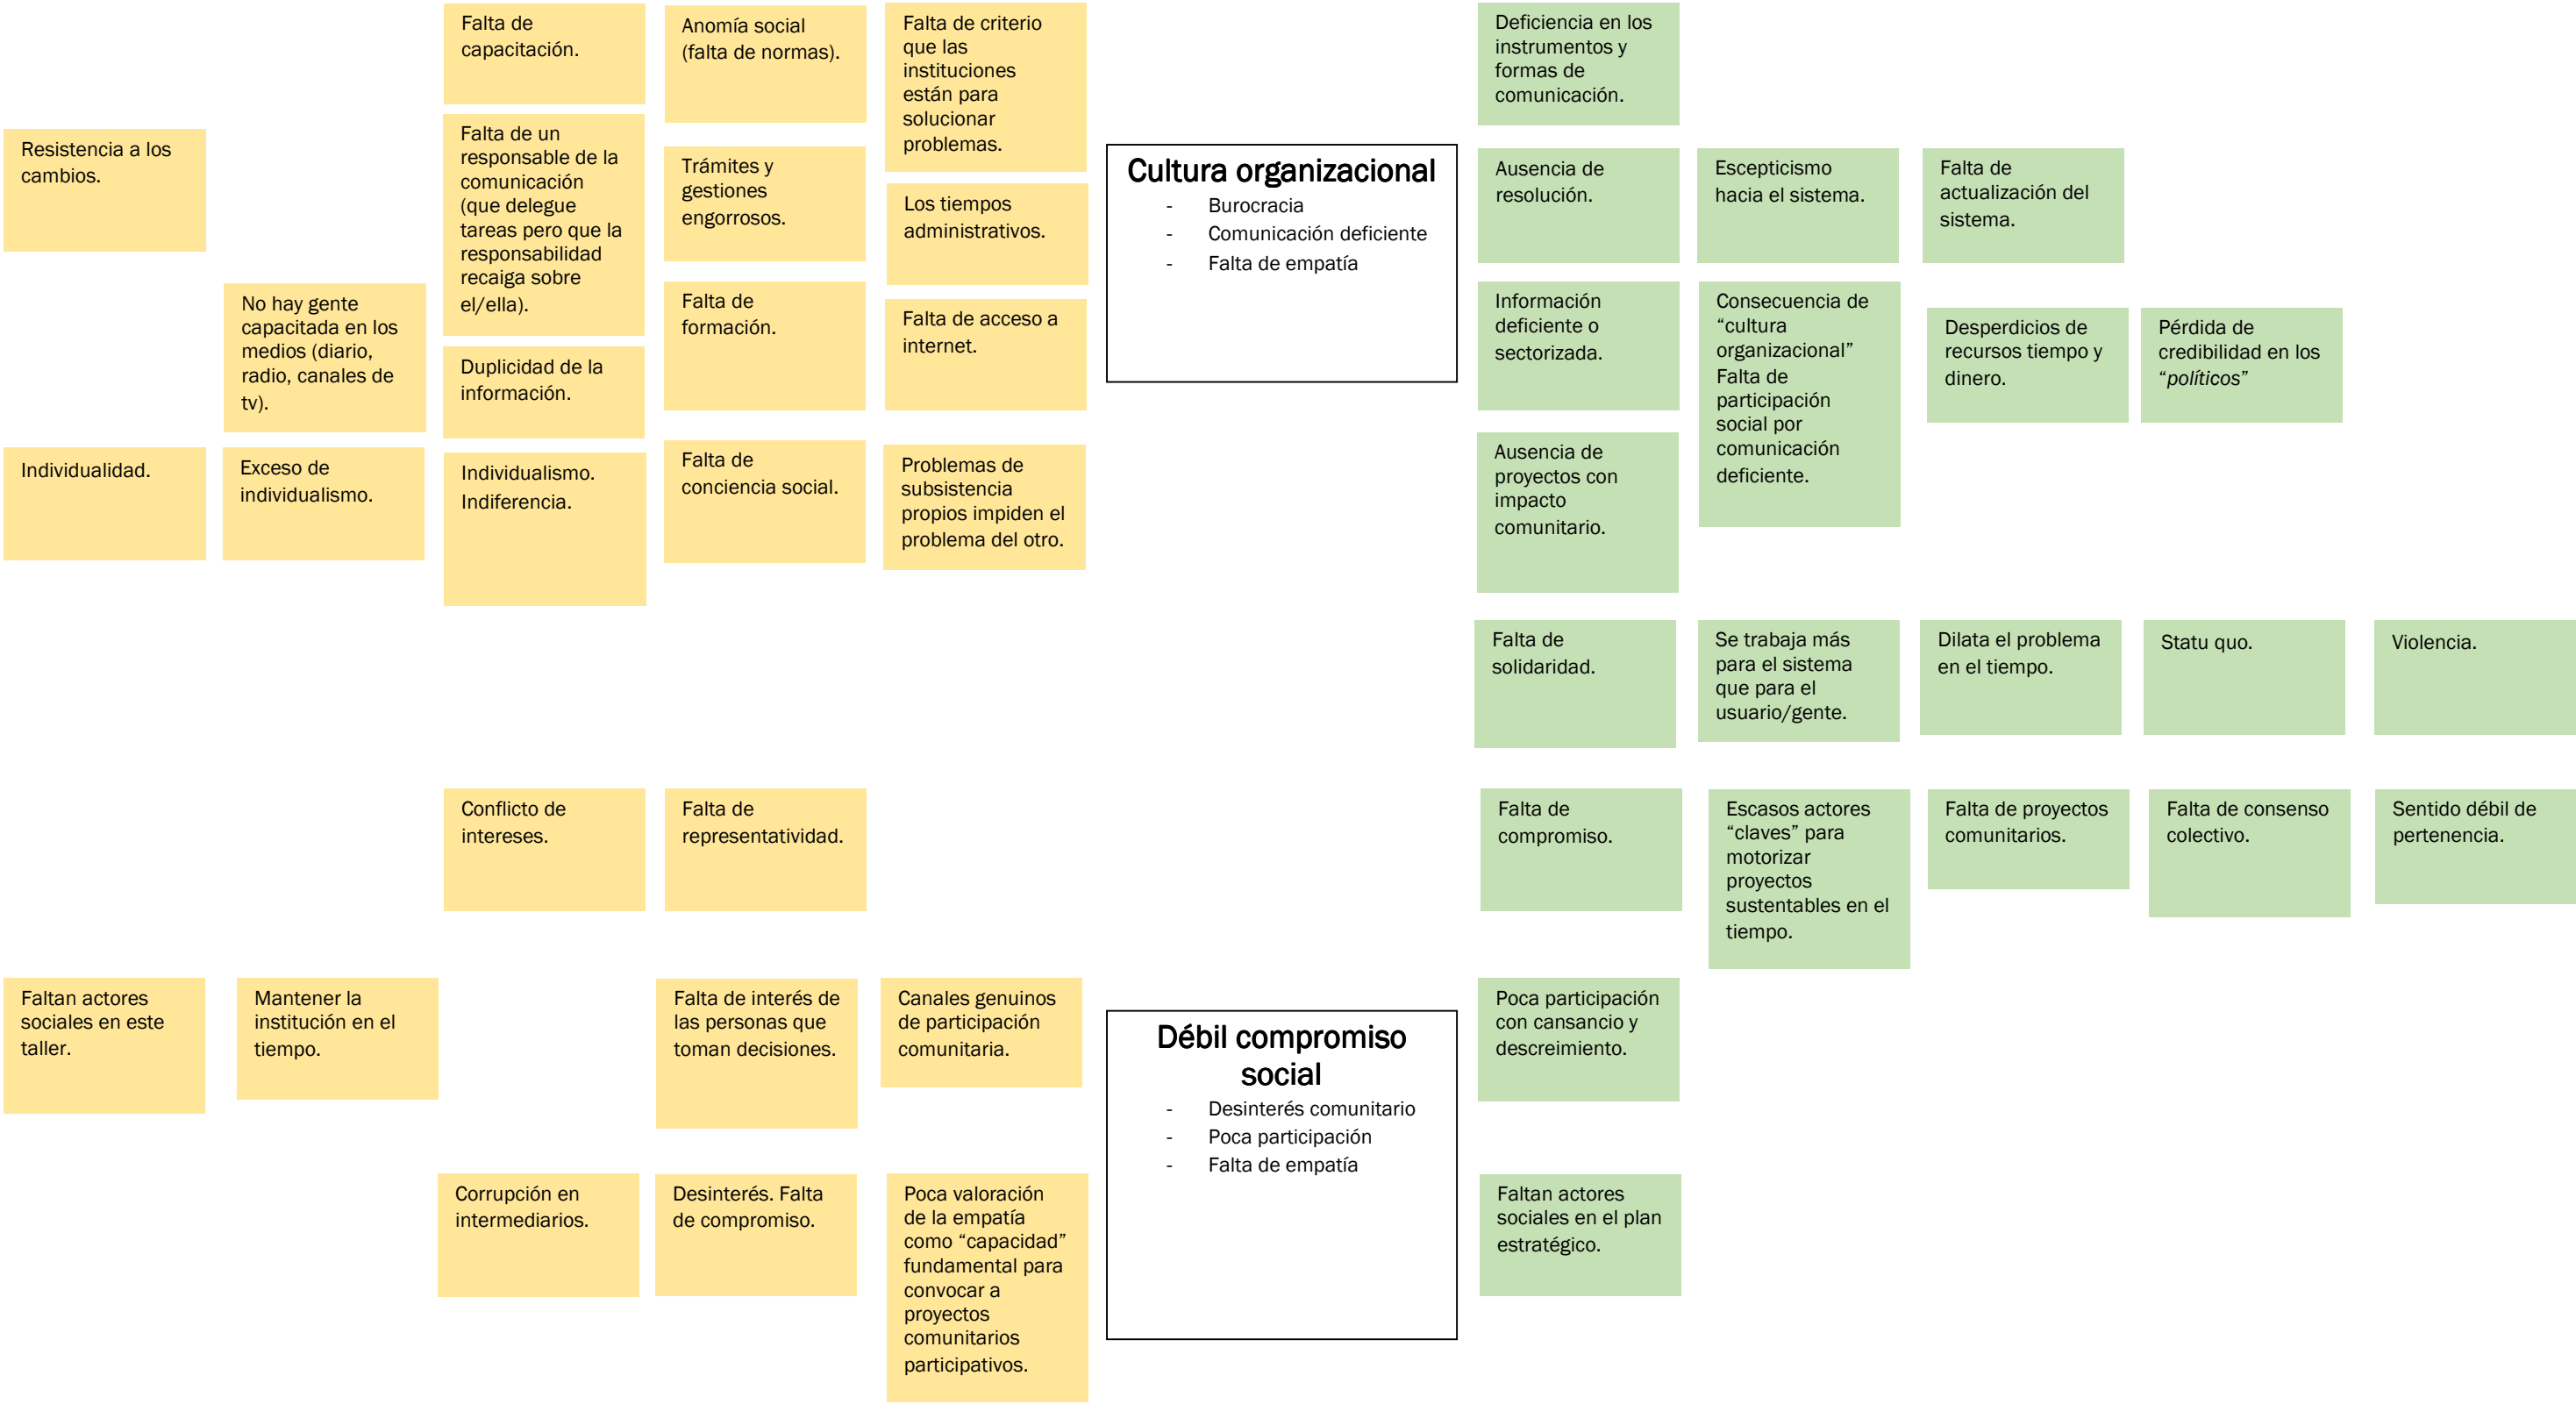 Falta de
capacitación.
Anomía social
(falta de normas).
Falta de criterio
que las
instituciones
están para
solucionar
problemas.
Resistencia a los
cambios.
Falta de un
responsable de la
comunicación
(que delegue
tareas pero que la
responsabilidad
recaiga sobre
el/ella).
Trámites y
gestiones
engorrosos.
Los tiempos
administrativos.
No hay gente
capacitada en los
medios (diario,
radio, canales de
tv).
Duplicidad de la
información.
Falta de
formación.
Falta de acceso a
internet.
Individualidad.
Exceso de
individualismo.
Individualismo.
Indiferencia.
Falta de
conciencia social.
Problemas de
subsistencia
propios impiden el
problema del otro.
Cultura organizacional
- Burocracia
- Comunicación deficiente
- Falta de empatía
Deficiencia en los
instrumentos y
formas de
comunicación.
Ausencia de
resolución.
Escepticismo
hacia el sistema.
Falta de
actualización del
sistema.
Información
deficiente o
sectorizada.
Consecuencia de
“cultura
organizacional”
Falta de
participación
social por
comunicación
deficiente.
Desperdicios de
recursos tiempo y
dinero.
Pérdida de
credibilidad en los
“políticos”
Ausencia de
proyectos con
impacto
comunitario.
Falta de
solidaridad.
Se trabaja más
para el sistema
que para el
usuario/gente.
Dilata el problema
en el tiempo.
Statu quo.
Violencia.
Conflicto de
intereses.
Falta de
representatividad.
Falta de
compromiso.
Escasos actores
“claves” para
motorizar
proyectos
sustentables en el
tiempo.
Falta de proyectos
comunitarios.
Falta de consenso
colectivo.
Sentido débil de
pertenencia.
Faltan actores
sociales en este
taller.
Mantener la
institución en el
tiempo.
Falta de interés de
las personas que
toman decisiones.
Canales genuinos
de participación
comunitaria.
Corrupción en
intermediarios.
Desinterés. Falta
de compromiso.
Poca valoración
de la empatía
como “capacidad”
fundamental para
convocar a
proyectos
comunitarios
participativos.
Débil compromiso
social
- Desinterés comunitario
- Poca participación
- Falta de empatía
Poca participación
con cansancio y
descreimiento.
Faltan actores
sociales en el plan
estratégico.